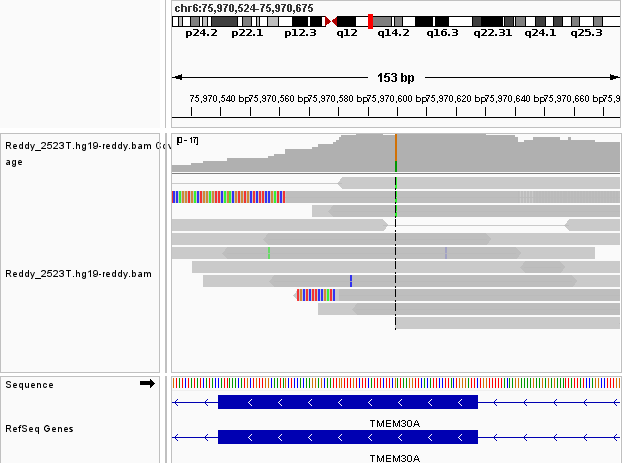 chr6:75,970,524-75,970,675
p24.2 p22.1 p12.3 q12 q14.2 q16.3 q22.31 q24.1 q25.3
153 bp
75,970,540 bp 75,970,560 bp 75,970,580 bp 75,970,600 bp 75,970,620 bp 75,970,640 bp 75,970,660 bp 75,9
Reddy_2523T.hg19-reddy.bam Cov
age
[0 - 17]
Reddy_2523T.hg19-reddy.bam
Sequence
RefSeq Genes
TMEM30A
TMEM30A